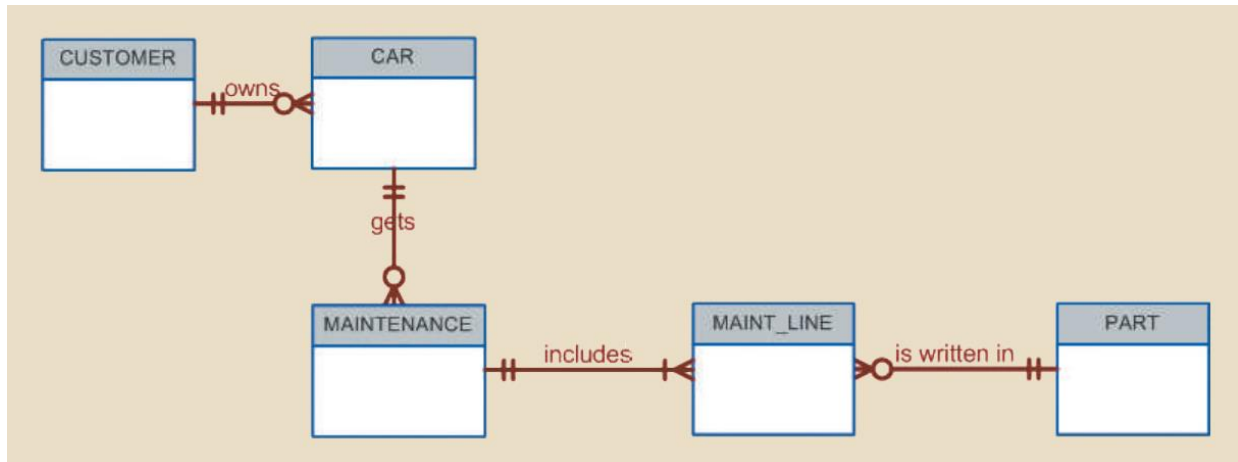 CUSTOMER
CAR
owns
gets
MAINTENANCE
MAINT_LINE
PART
includes
is written in